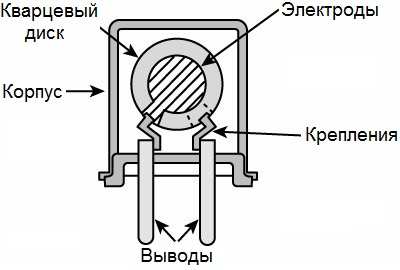 Кварцевый
диск
Электроды
Корпус
Крепления
Выводы